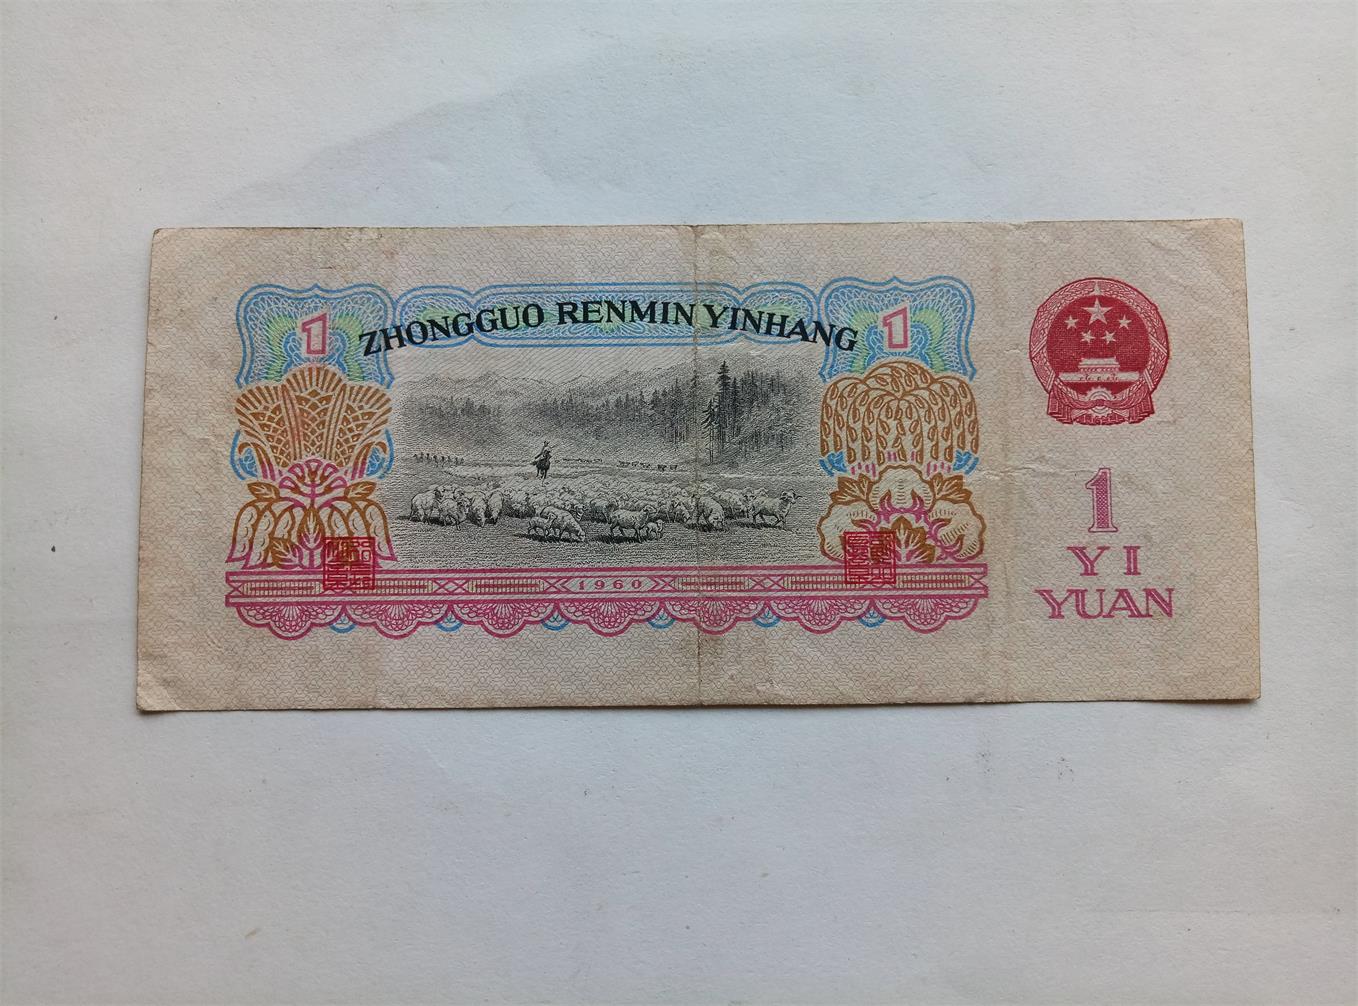 1 ZHONGGUO RENMIN YINHANG 1
1
YI
YUAN
1960